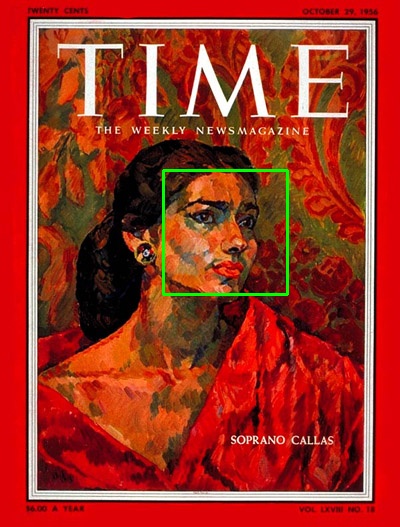 TWENTY CENTS
OCTOBER 29, 1956
TIME
THE WEEKLY NEWSMAGAZINE
SOPRANO CALLAS
$6.00 A YEAR
VOL. LXVIII NO. 18